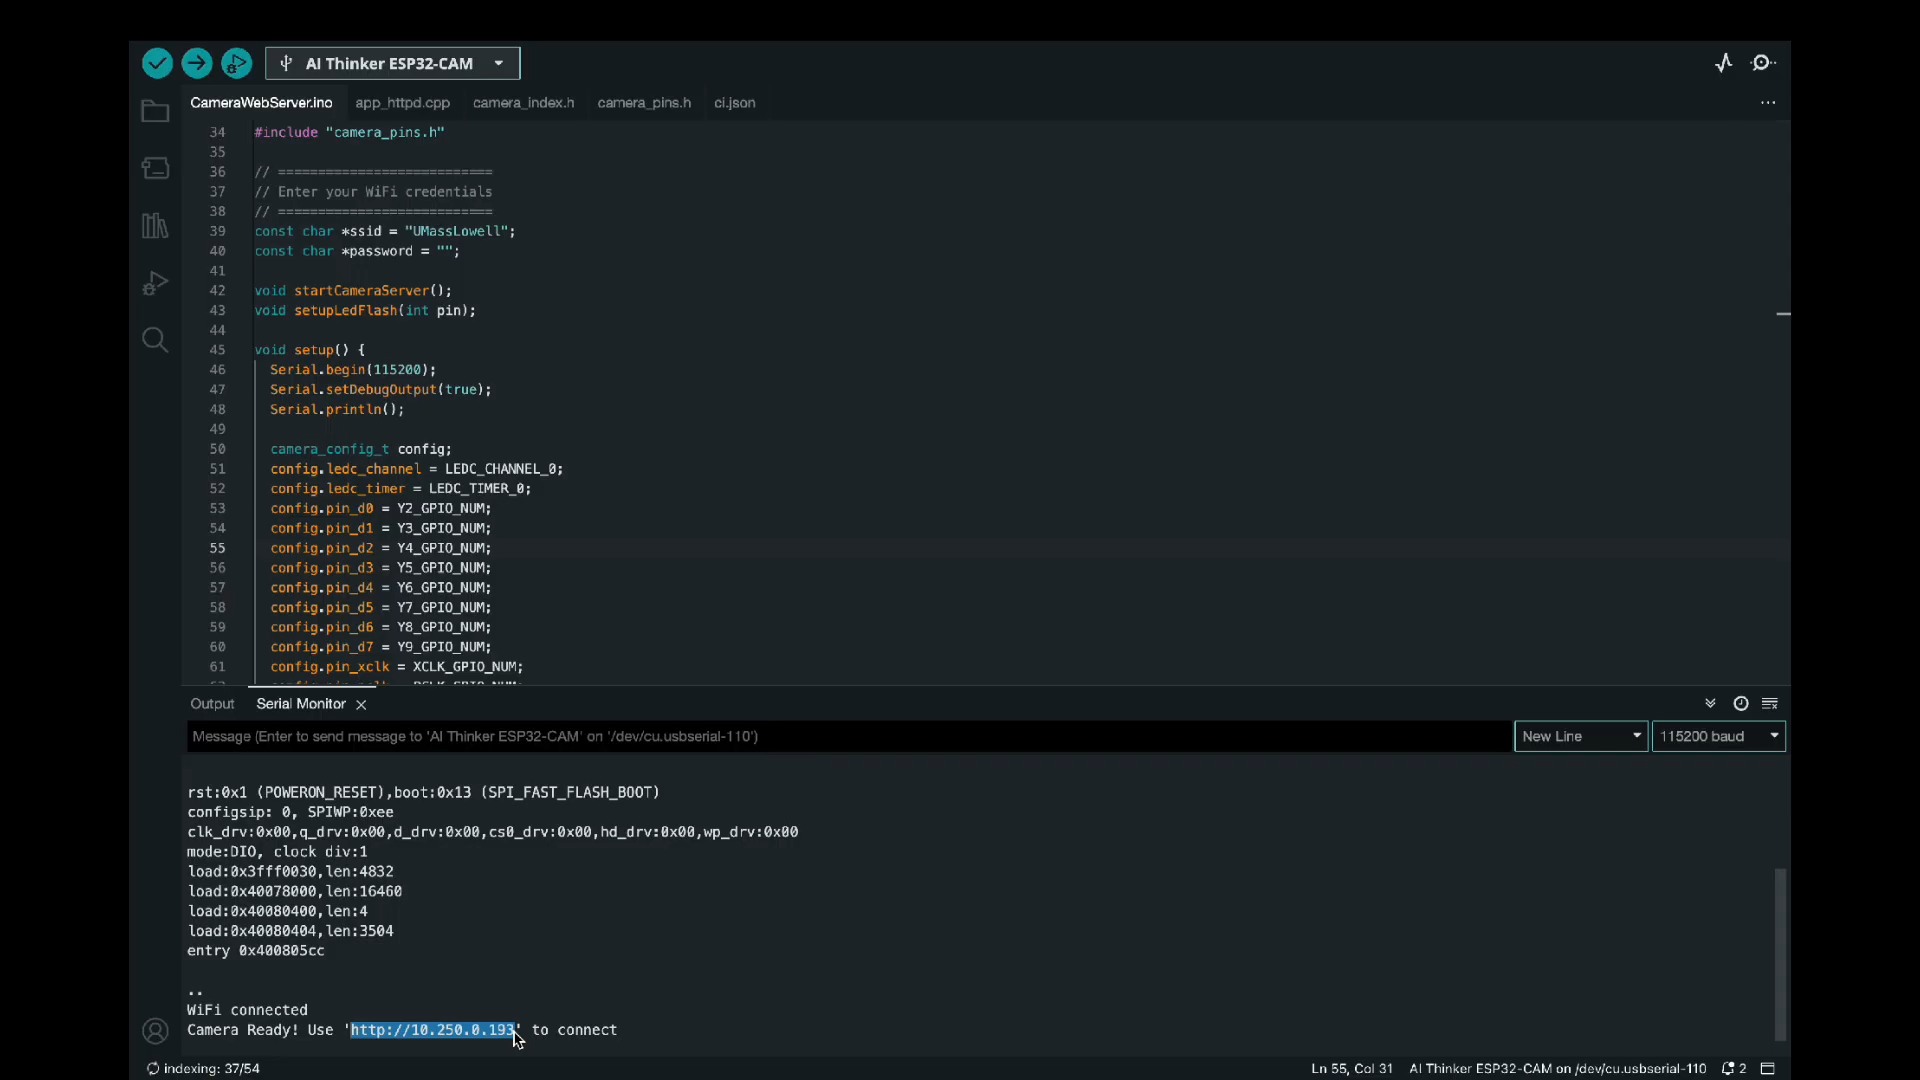 AI Thinker ESP32-CAM
CameraWebServer.ino app_httpd.cpp camera_index.h camera_pins.h ci.json ...
34 #include "camera_pins.h"
35
36 // ===========================
37 // Enter your WiFi credentials
38 // ===========================
39 const char *ssid = "UMassLowell";
40 const char *password = "";
41
42 void startCameraServer();
43 void setupLedFlash(int pin);
44
45 void setup() {
46 Serial.begin(115200);
47 Serial.setDebugOutput(true);
48 Serial.println();
49
50 camera_config_t config;
51 config.ledc_channel = LEDC_CHANNEL_0;
52 config.ledc_timer = LEDC_TIMER_0;
53 config.pin_d0 = Y2_GPIO_NUM;
54 config.pin_d1 = Y3_GPIO_NUM;
55 config.pin_d2 = Y4_GPIO_NUM;
56 config.pin_d3 = Y5_GPIO_NUM;
57 config.pin_d4 = Y6_GPIO_NUM;
58 config.pin_d5 = Y7_GPIO_NUM;
59 config.pin_d6 = Y8_GPIO_NUM;
60 config.pin_d7 = Y9_GPIO_NUM;
61 config.pin_xclk = XCLK_GPIO_NUM;
Output Serial Monitor
Message (Enter to send message to 'AI Thinker ESP32-CAM' on '/dev/cu.usbserial-110') New Line 115200 baud
rst:0x1 (POWERON_RESET),boot:0x13 (SPI_FAST_FLASH_BOOT)
configsip: 0, SPIWP:0xee
clk_drv:0x00,q_drv:0x00,d_drv:0x00,cs0_drv:0x00,hd_drv:0x00,wp_drv:0x00
mode:DIO, clock div:1
load:0x3fff0030,len:4832
load:0x40078000,len:16460
load:0x40080400,len:4
load:0x40080404,len:3504
entry 0x400805cc
..
WiFi connected
Camera Ready! Use 'http://10.250.0.193' to connect
indexing: 37/54 Ln 55, Col 31 AI Thinker ESP32-CAM on /dev/cu.usbserial-110 2